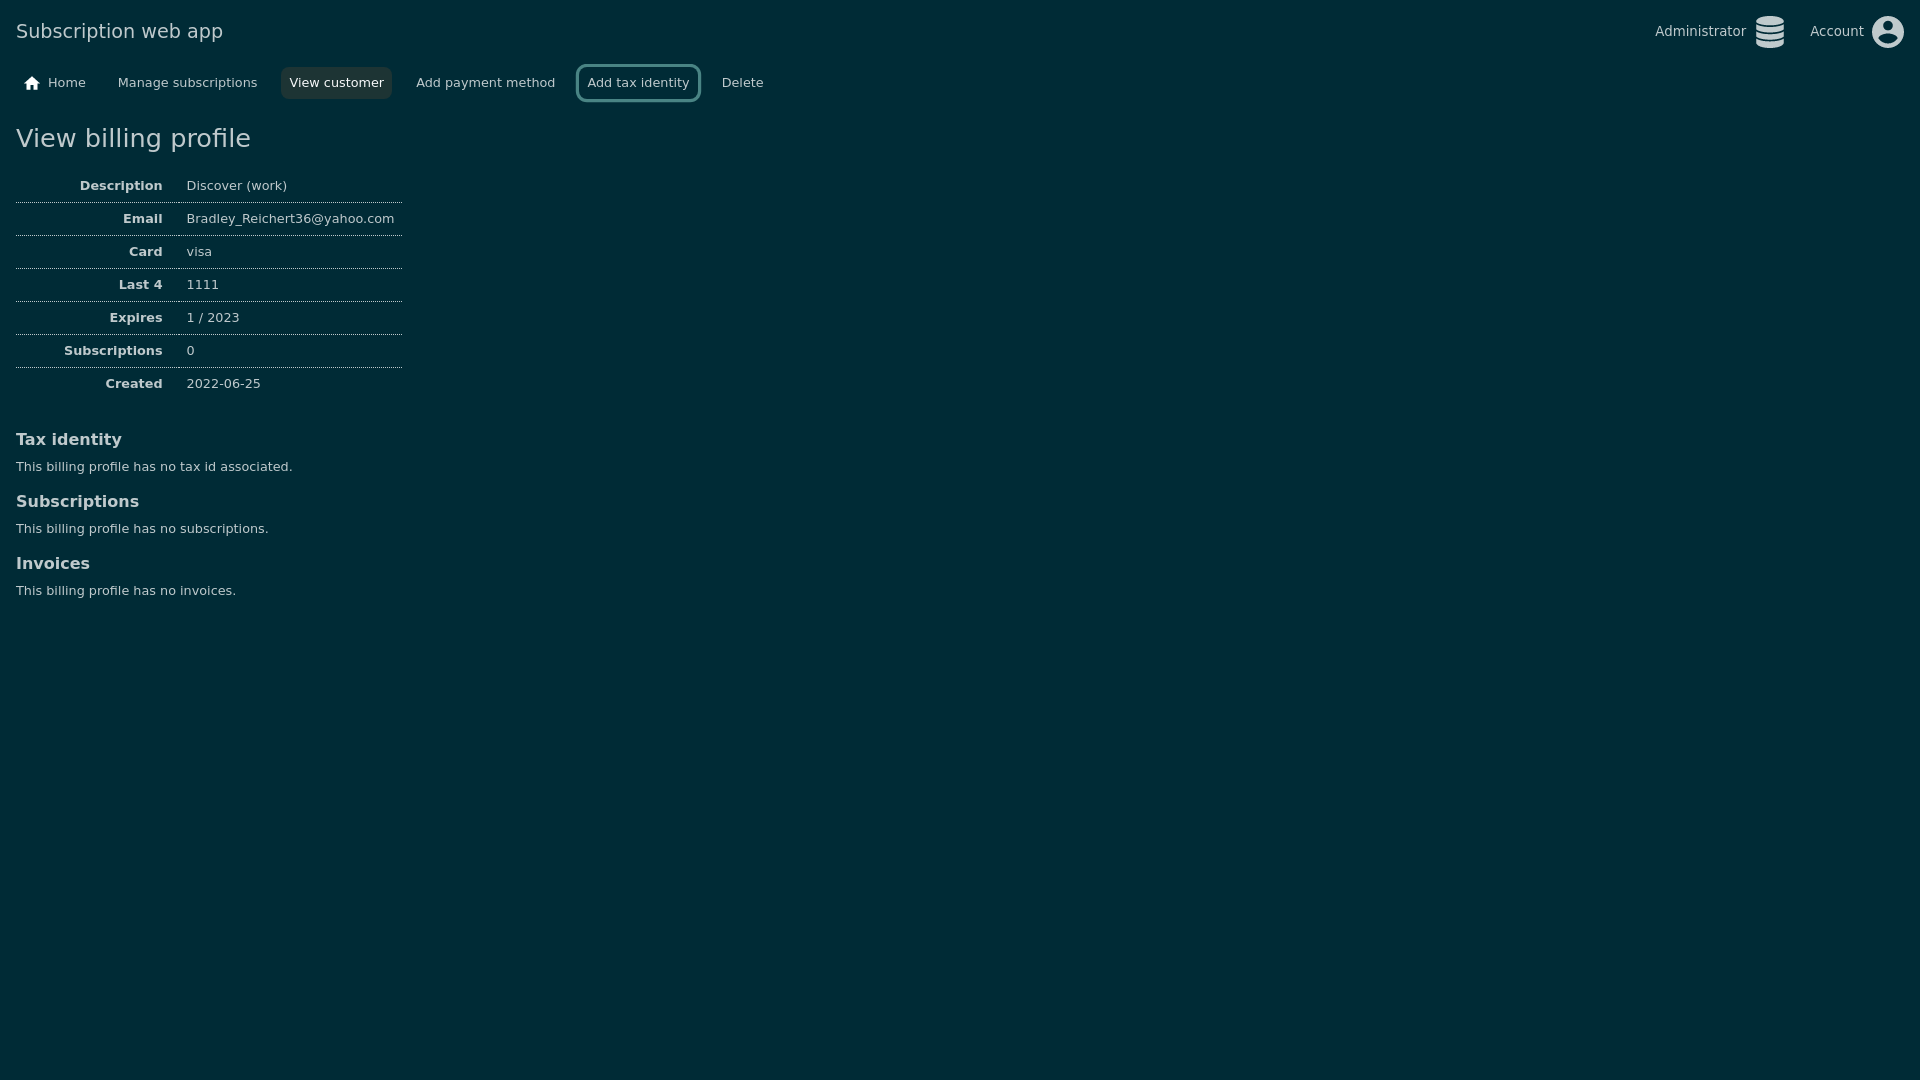 Subscription web app
Administrator
Account
Home
Manage subscriptions
View customer
Add payment method
Add tax identity
Delete
View billing profile
Description Discover (work)
Email Bradley_Reichert36@yahoo.com
Card visa
Last 4 1111
Expires 1 / 2023
Subscriptions 0
Created 2022-06-25
Tax identity
This billing profile has no tax id associated.
Subscriptions
This billing profile has no subscriptions.
Invoices
This billing profile has no invoices.